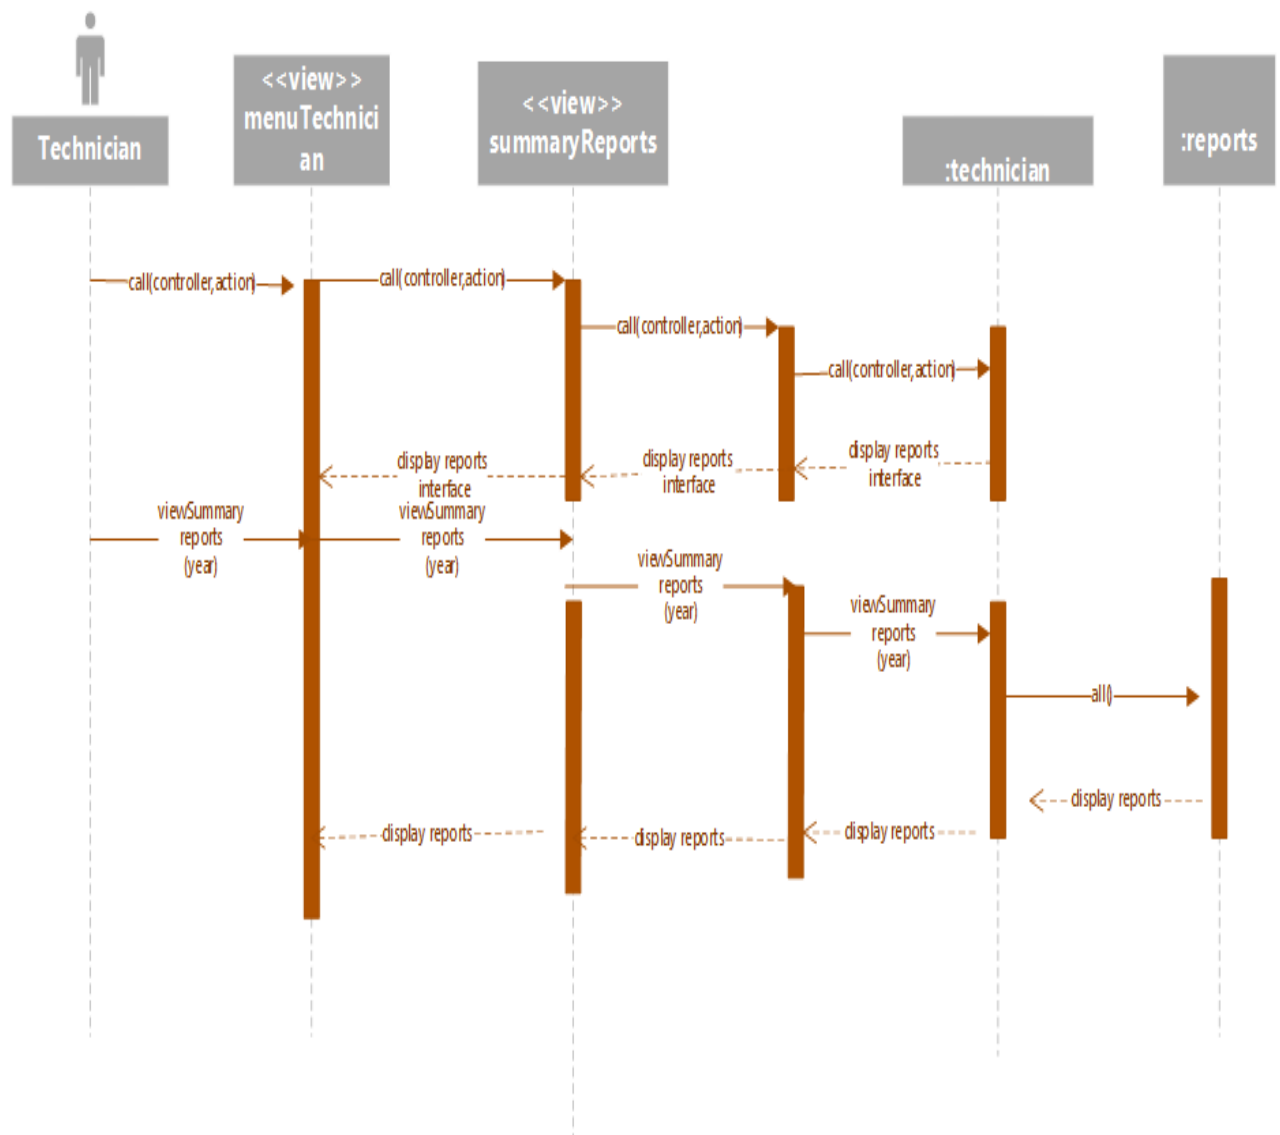 Technician
<<view>>
menuTechnici
an
<<view>>
summaryReports
:technician
:reports
call(controller,action)
call(controller,action)
call(controller,action)
call(controller,action)
display reports
interface
display reports
interface
display reports
interface
viewSummary
reports
(year)
viewSummary
reports
(year)
viewSummary
reports
(year)
viewSummary
reports
(year)
all()
display reports
display reports
display reports
display reports